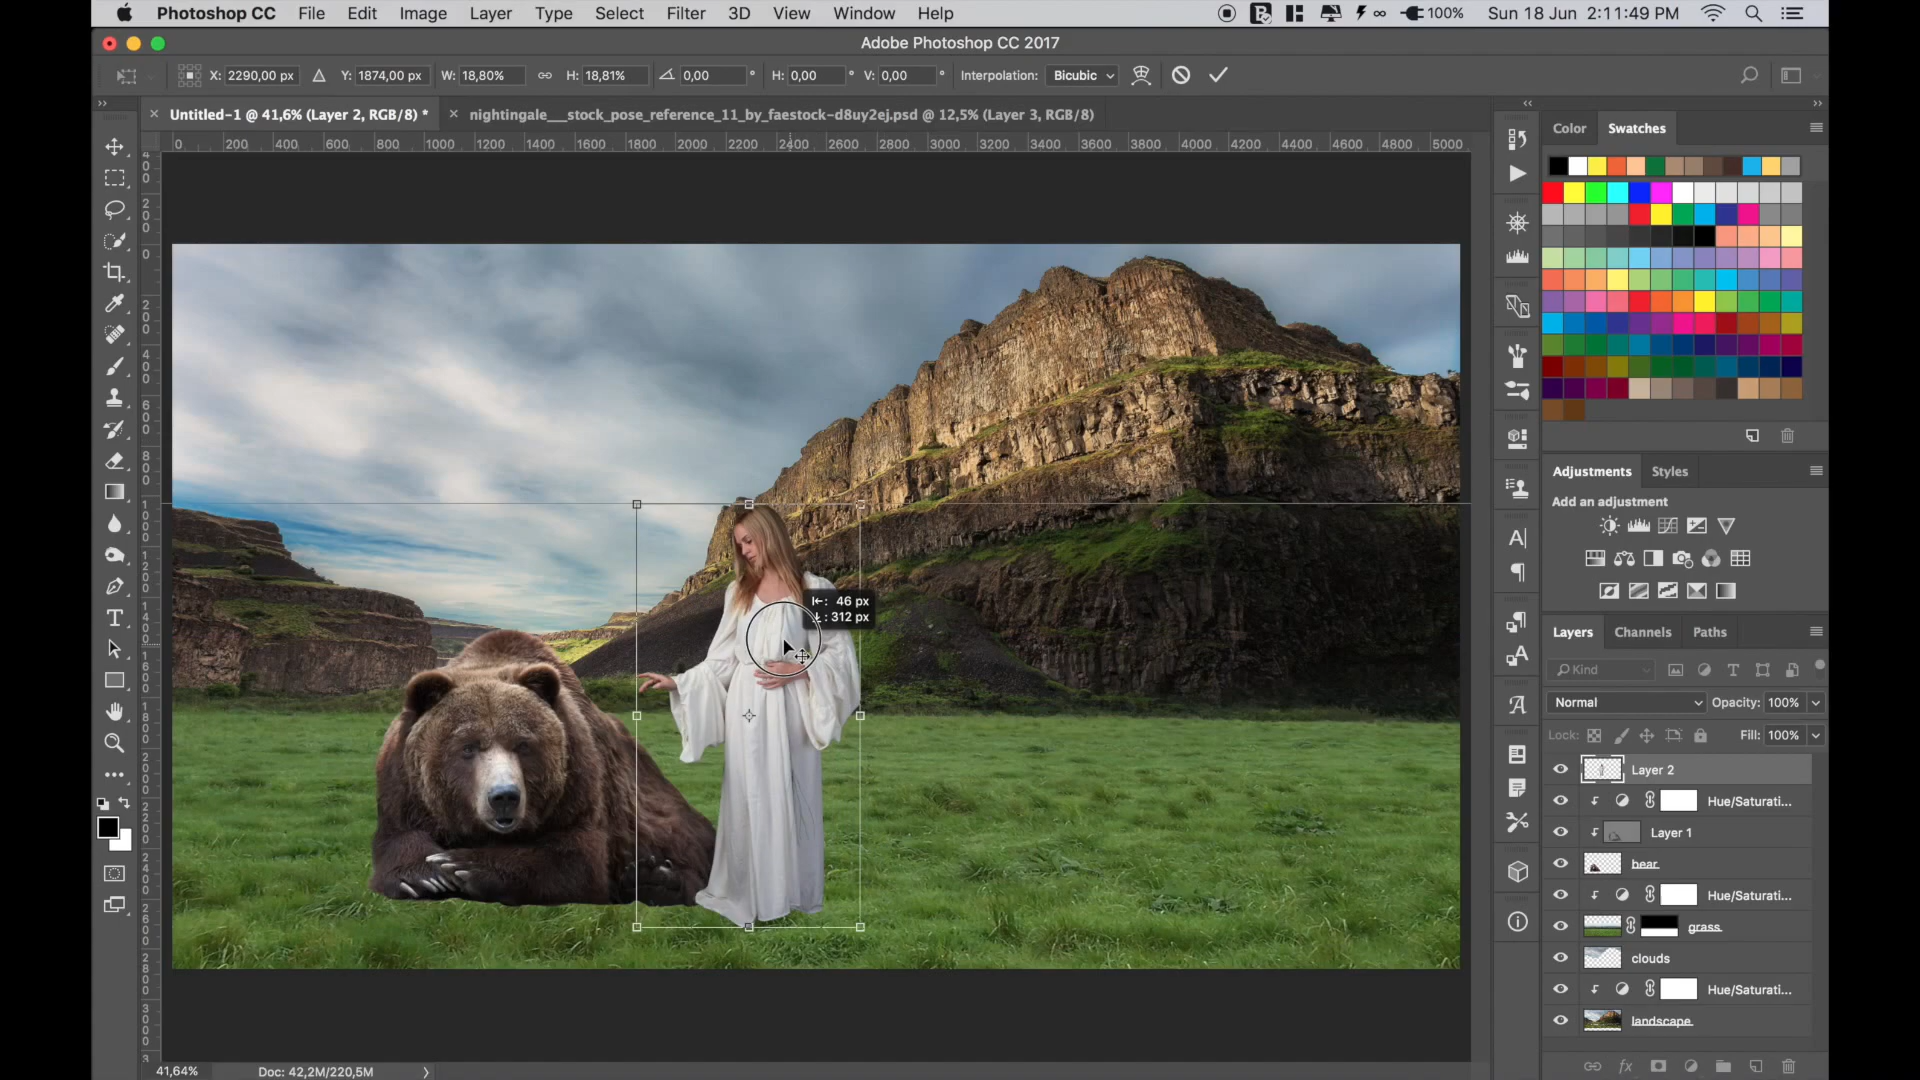 Photoshop CC File Edit Image Layer Type Select Filter 3D View Window Help 100% Sun 18 Jun 2:11:49 PM
Adobe Photoshop CC 2017
X: 2290,00 px Y: 1874,00 px W: 18,80% H: 18,81% 0,00 ° H: 0,00 ° V: 0,00 ° Interpolation: Bicubic
× Untitled-1 @ 41,6% (Layer 2, RGB/8) * × nightingale__stock_pose_reference_11_by_faestock-d8uy2ej.psd @ 12,5% (Layer 3, RGB/8)
0 200 400 600 800 1000 1200 1400 1600 1800 2000 2200 2400 2600 2800 3000 3200 3400 3600 3800 4000 4200 4400 4600 4800 5000
Color Swatches
Adjustments Styles
Add an adjustment
46 px
312 px
Layers Channels Paths
Kind
Normal Opacity: 100%
Lock: Fill: 100%
Layer 2
Hue/Saturati...
Layer 1
bear
Hue/Saturati...
grass
clouds
Hue/Saturati...
landscape
41,64% Doc: 42,2M/220,5M